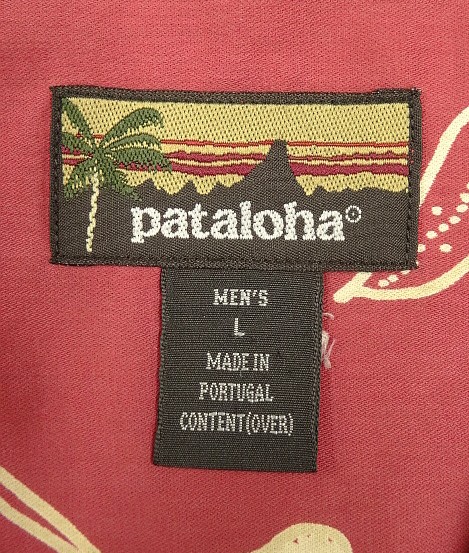 pataloha®
MEN'S
L
MADE IN
PORTUGAL
CONTENT(OVER)